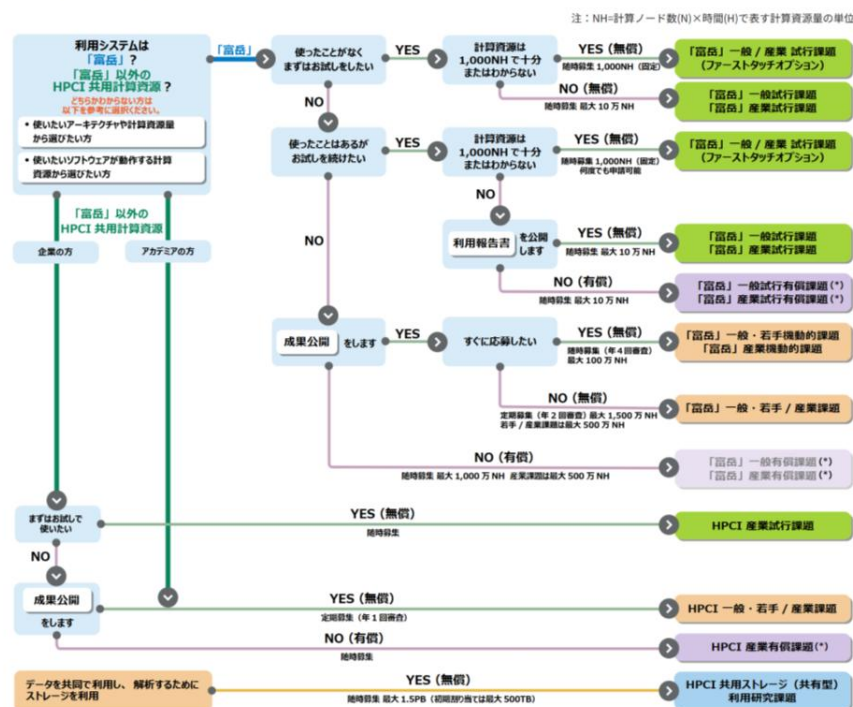 注：NH=計算ノード数(N)×時間(H)で表す計算資源量の単位
利用システムは
「富岳」？
「富岳」以外の
HPCI 共用計算資源？
どちらかわからない方は
以下を参考に選択ください。
• 使いたいアーキテクチャや計算資源量
から選びたい方
• 使いたいソフトウェアが動作する計算
資源から選びたい方
「富岳」
使ったことがなく
まずはお試しをしたい
YES
計算資源は
1,000NHで十分
またはわからない
YES（無償）
随時募集 1,000NH（固定）
「富岳」一般 / 産業 試行課題
(ファーストタッチオプション)
NO（無償）
随時募集 最大 10 万 NH
「富岳」一般試行課題
「富岳」産業試行課題
NO
使ったことはあるが
お試しを続けたい
YES
計算資源は
1,000NHで十分
またはわからない
YES（無償）
随時募集 1,000NH（固定）
何度でも申請可能
「富岳」一般 / 産業 試行課題
(ファーストタッチオプション)
NO
利用報告書 を公開
します
YES（無償）
随時募集 最大 10 万 NH
「富岳」一般試行課題
「富岳」産業試行課題
NO（有償）
随時募集 最大 10 万 NH
「富岳」一般試行有償課題(*)
「富岳」産業試行有償課題(*)
NO
成果公開 をします
YES
すぐに応募したい
YES（無償）
随時募集（年4回審査）
最大 100 万 NH
「富岳」一般・若手機動的課題
「富岳」産業機動的課題
NO（無償）
定期募集（年 2 回審査）最大 1,500 万 NH
若手 / 産業課題は最大 500 万 NH
「富岳」一般・若手 / 産業課題
NO（有償）
随時募集 最大 1,000 万 NH 産業課題は最大 500 万 NH
「富岳」一般有償課題(*)
「富岳」産業有償課題(*)
「富岳」以外の
HPCI 共用計算資源
企業の方
アカデミアの方
まずはお試しで
使いたい
YES（無償）
随時募集
HPCI 産業試行課題
NO
成果公開
をします
YES（無償）
定期募集（年 1 回審査）
HPCI 一般・若手 / 産業課題
NO（有償）
随時募集
HPCI 産業有償課題(*)
データを共同で利用し、解析するために
ストレージを利用
YES（無償）
随時募集 最大 1.5PB（初期割り当ては最大 500TB）
HPCI 共用ストレージ（共有型）
利用研究課題